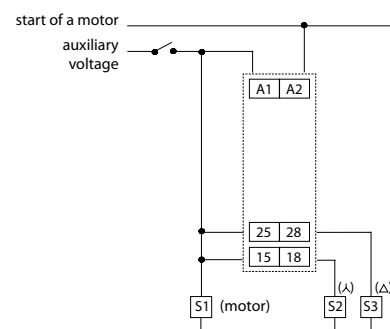 start of a motor
auxiliary
voltage
A1 A2
25 28
15 18
(⅄) (△)
S1 (motor) S2 S3